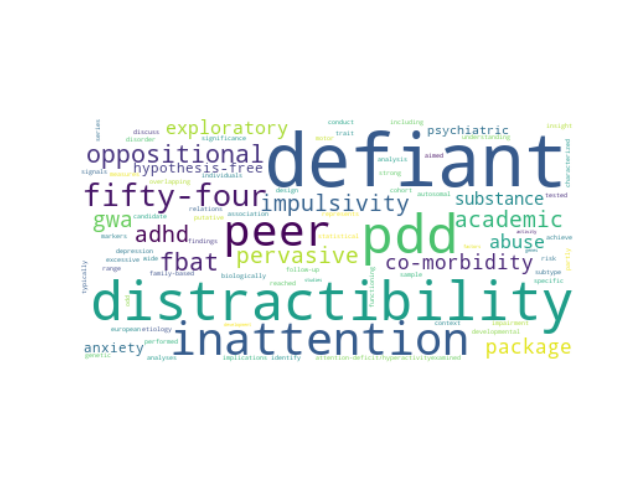 series discuss exploratory conduct including psychiatric insight
disorder significance trait understanding
oppositional defiant characterized
motor analysis aimed
signals hypothesis-free strong tested
measures overlapping individuals cohort autosomal
fifty-four impulsivity substance
gwa candidate putative design academic
markers relations association represents
adhd findings peer statistical pdd abuse achieve
depression wide pervasive genes partly
excessive biologically co-morbidity risk
range fbat follow-up functioning sample subtype
typically family-based reached specific
distractibility
european etiology context impairment
performed inattention developmental
anxiety package
genetic analyses implications identify attention-deficit/hyperactivity examined